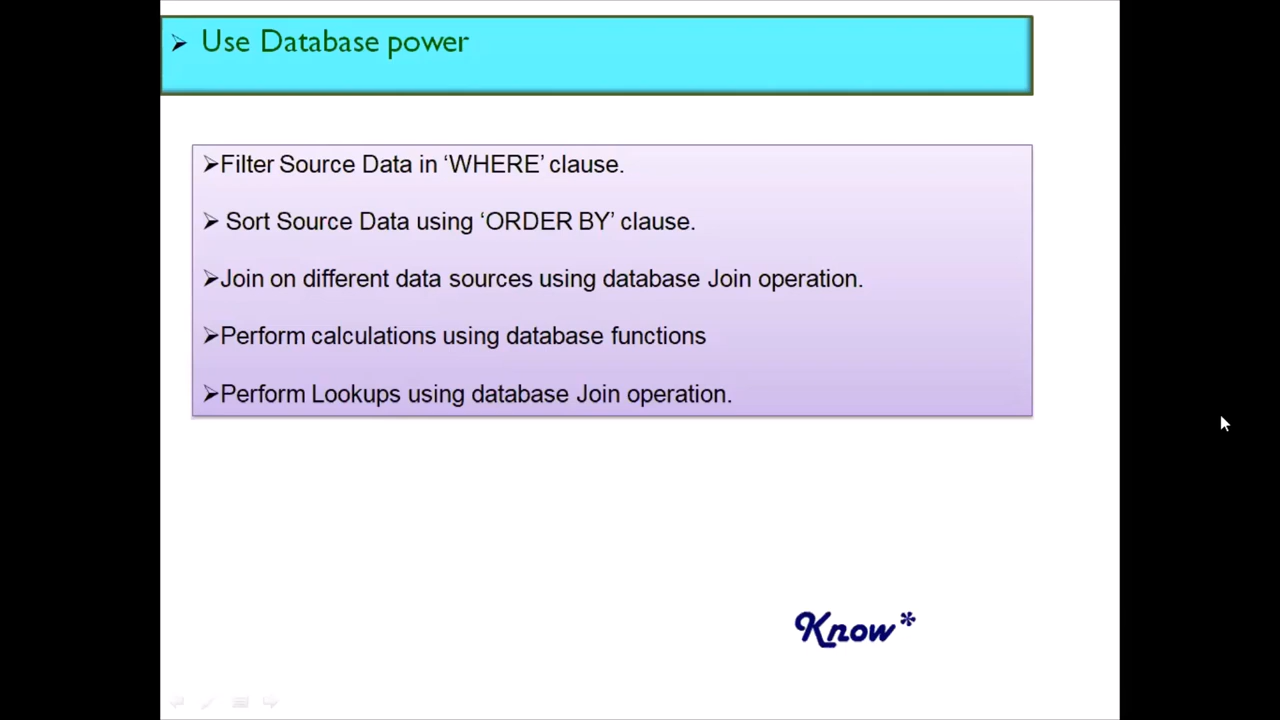 ➢ Use Database power
➢Filter Source Data in ‘WHERE’ clause.
➢ Sort Source Data using ‘ORDER BY’ clause.
➢Join on different data sources using database Join operation.
➢Perform calculations using database functions
➢Perform Lookups using database Join operation.
Know*